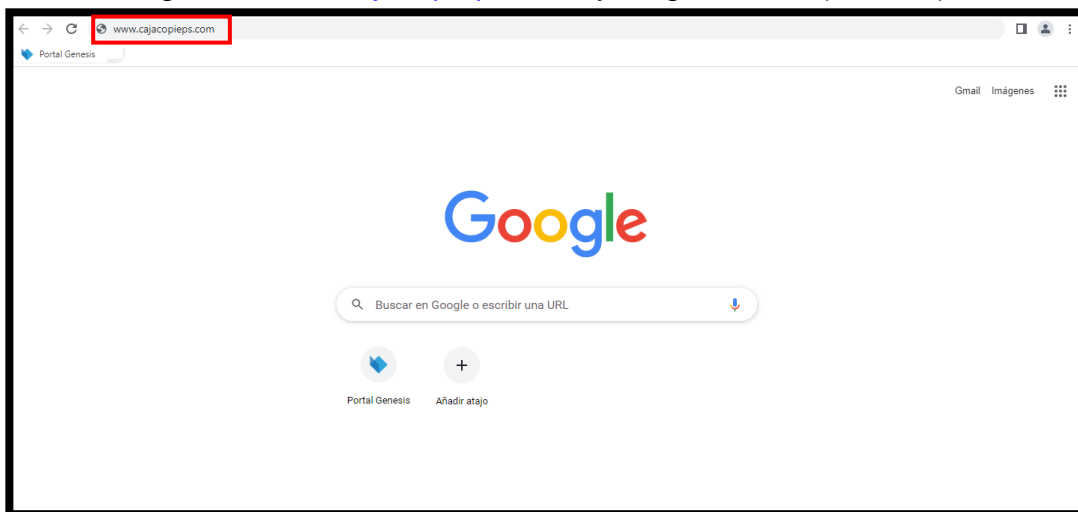 www.cajacopieps.com
Portal Genesis
Gmail Imágenes
Google
Buscar en Google o escribir una URL
Portal Genesis Añadir atajo